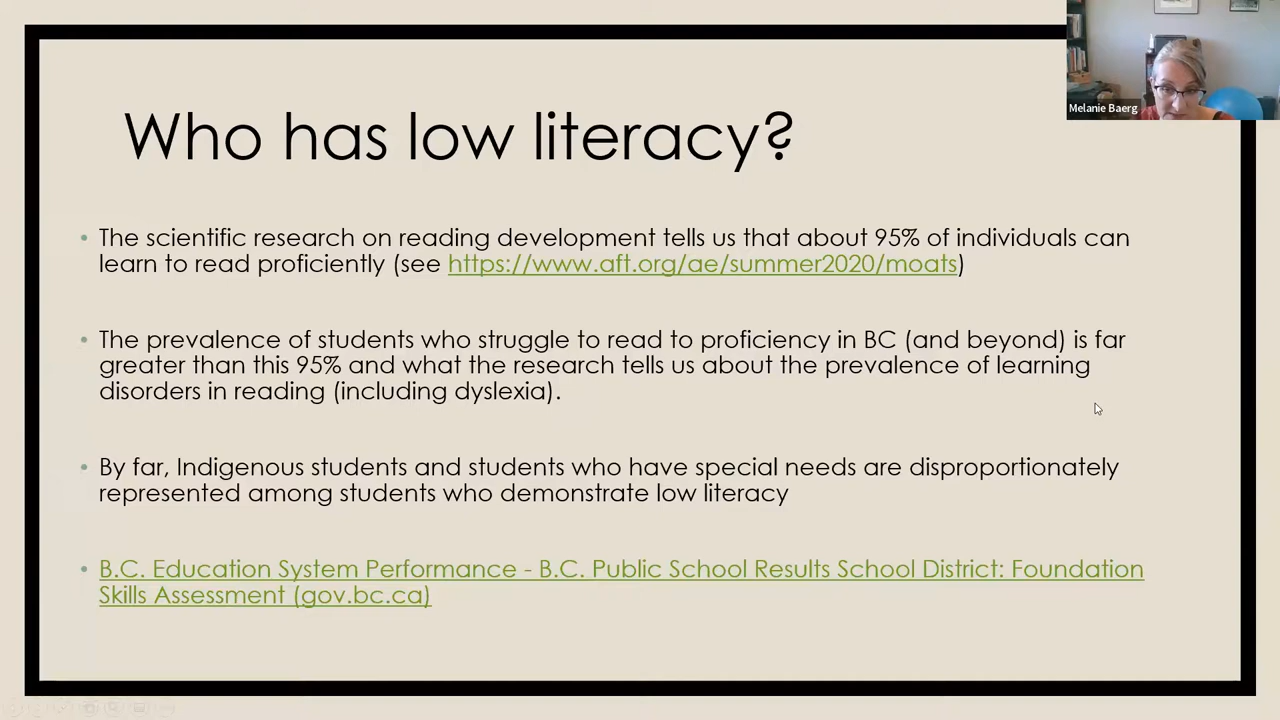 Melanie Baerg
Who has low literacy?
• The scientific research on reading development tells us that about 95% of individuals can
learn to read proficiently (see https://www.aft.org/ae/summer2020/moats)
• The prevalence of students who struggle to read to proficiency in BC (and beyond) is far
greater than this 95% and what the research tells us about the prevalence of learning
disorders in reading (including dyslexia).
• By far, Indigenous students and students who have special needs are disproportionately
represented among students who demonstrate low literacy
• B.C. Education System Performance - B.C. Public School Results School District: Foundation
Skills Assessment (gov.bc.ca)